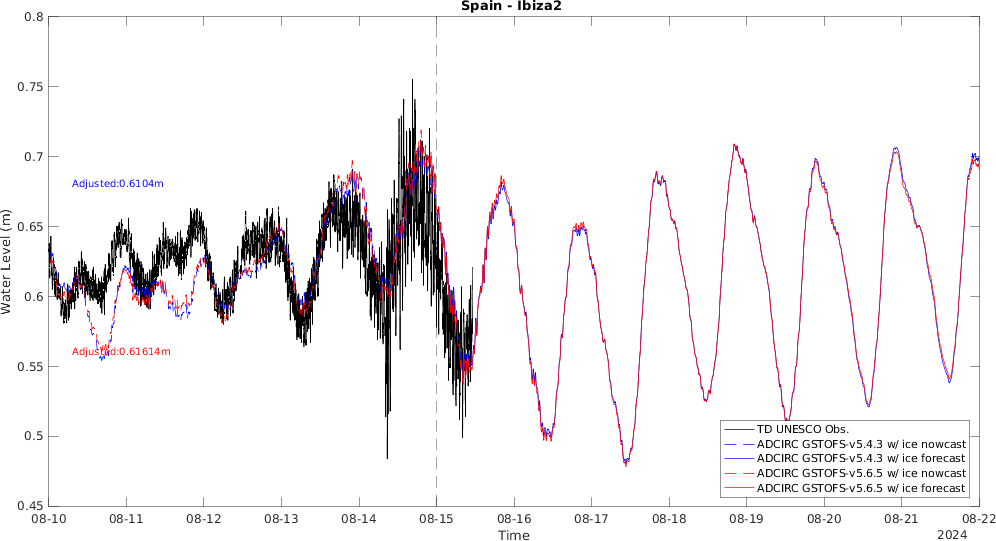 Spain - Ibiza2
0.8
0.75
0.7
0.65
0.6
0.55
0.5
0.45
Water Level (m)
Adjusted:0.6104m
Adjusted:0.61614m
TD UNESCO Obs.
ADCIRC GSTOFS-v5.4.3 w/ ice nowcast
ADCIRC GSTOFS-v5.4.3 w/ ice forecast
ADCIRC GSTOFS-v5.6.5 w/ ice nowcast
ADCIRC GSTOFS-v5.6.5 w/ ice forecast
08-10 08-11 08-12 08-13 08-14 08-15 08-16 08-17 08-18 08-19 08-20 08-21 08-22
Time
2024